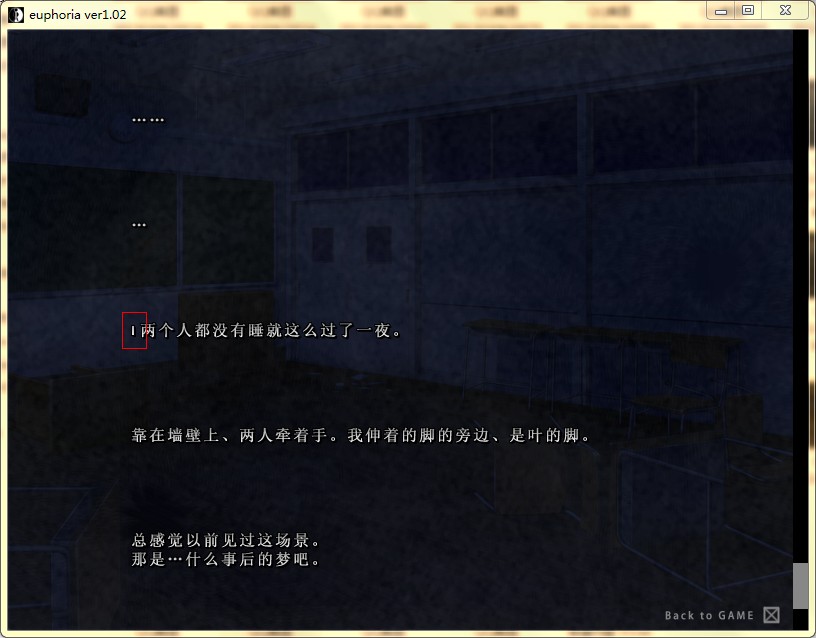 euphoria ver1.02
……
…
I两个人都没有睡就这么过了一夜。
靠在墙壁上、两人牵着手。我伸着的脚的旁边、是叶的脚。
总感觉以前见过这场景。
那是…什么事后的梦吧。
Back to GAME